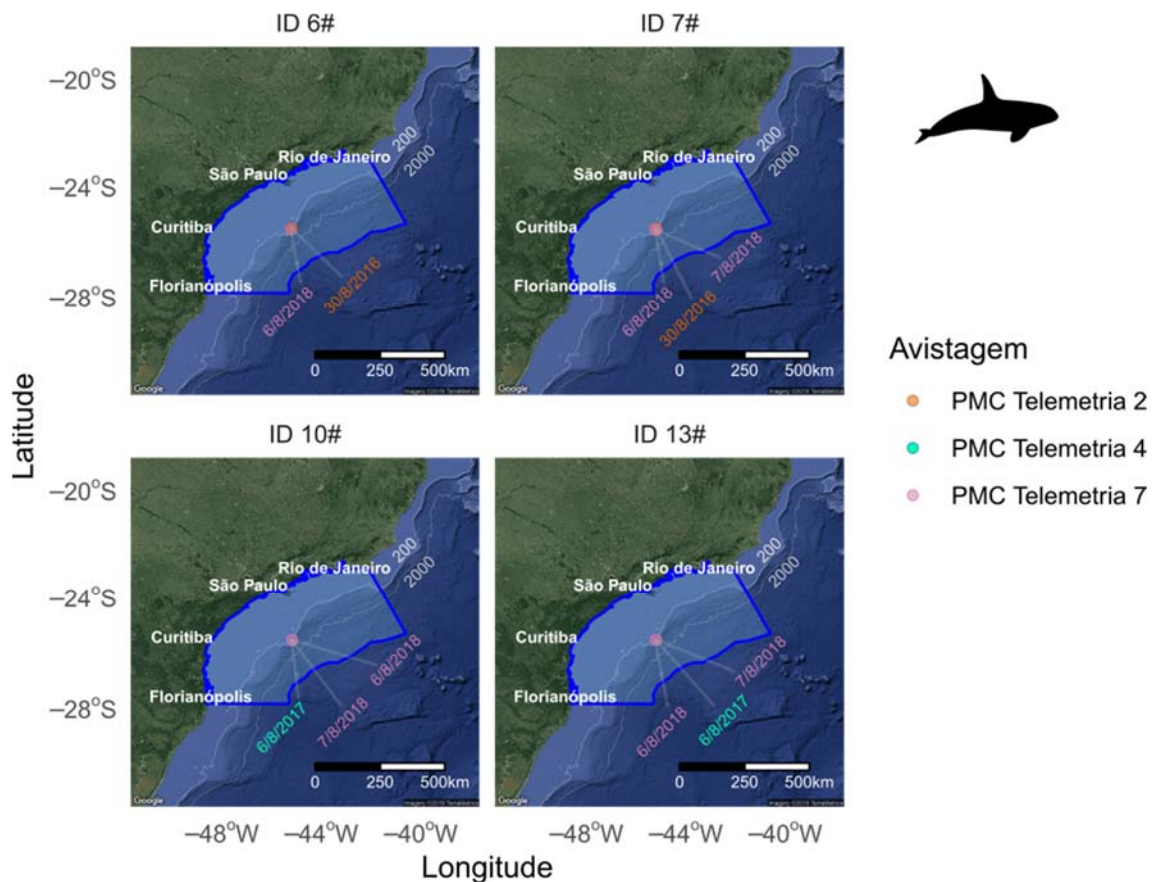 ID 6#
ID 7#
−20°S
−24°S
−28°S
Rio de Janeiro
São Paulo
Curitiba
Florianópolis
200
2000
6/8/2018
30/8/2016
0 250 500km
Google
Rio de Janeiro
São Paulo
Curitiba
Florianópolis
200
2000
6/8/2018
30/8/2016
7/8/2018
0 250 500km
Google
Latitude
Avistagem
PMC Telemetria 2
PMC Telemetria 4
PMC Telemetria 7
ID 10#
ID 13#
−20°S
−24°S
−28°S
Rio de Janeiro
São Paulo
Curitiba
Florianópolis
200
2000
6/8/2017
7/8/2018
6/8/2018
0 250 500km
Google
Rio de Janeiro
São Paulo
Curitiba
Florianópolis
200
2000
6/8/2018
6/8/2017
7/8/2018
0 250 500km
Google
−48°W −44°W −40°W
−48°W −44°W −40°W
Longitude